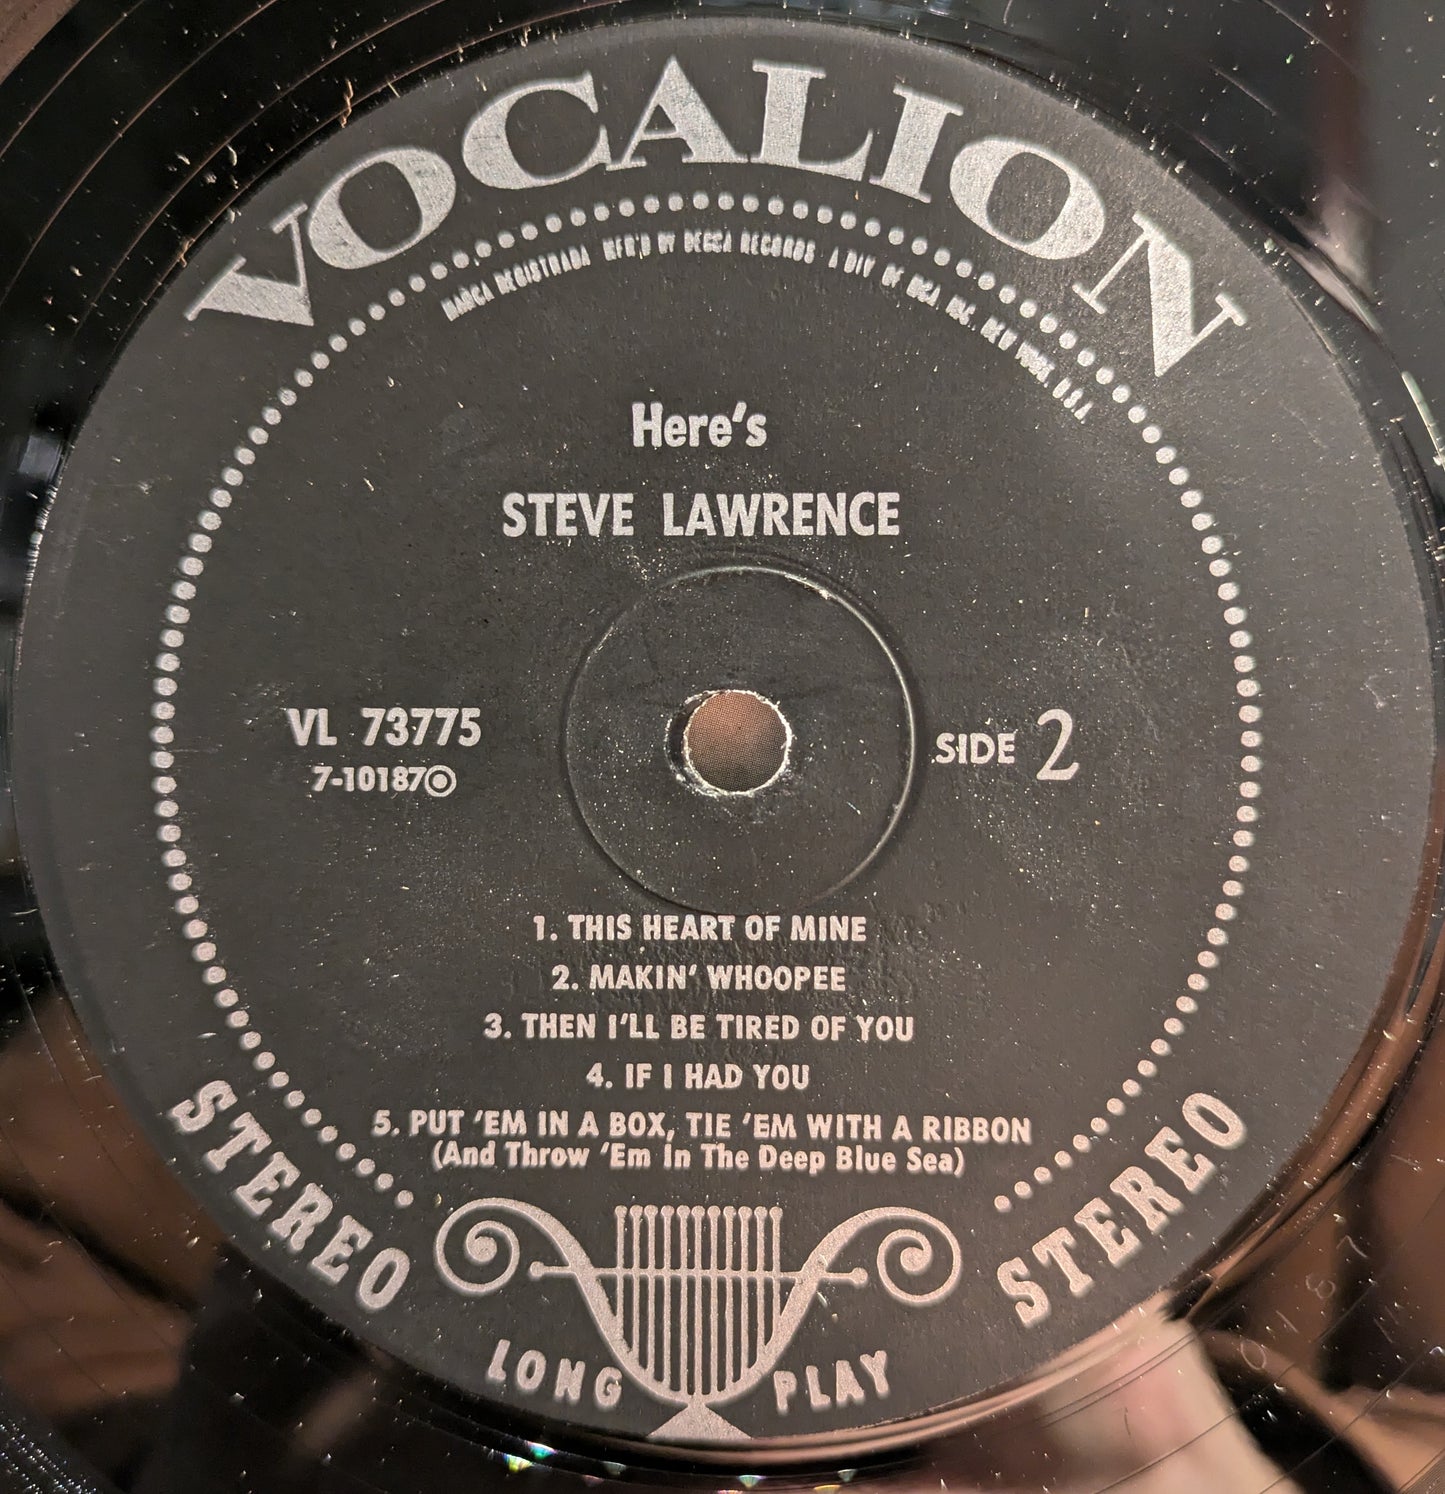 VOCALION
MARCA REGISTRADA MFR'D BY DECCA RECORDS A DIV OF MCA INC. NEW YORK, U.S.A.
Here's
STEVE LAWRENCE
VL 73775
7-10187
SIDE 2
1. THIS HEART OF MINE
2. MAKIN' WHOOPEE
3. THEN I'LL BE TIRED OF YOU
4. IF I HAD YOU
5. PUT 'EM IN A BOX, TIE 'EM WITH A RIBBON
(And Throw 'Em In The Deep Blue Sea)
STEREO
STEREO
LONG PLAY